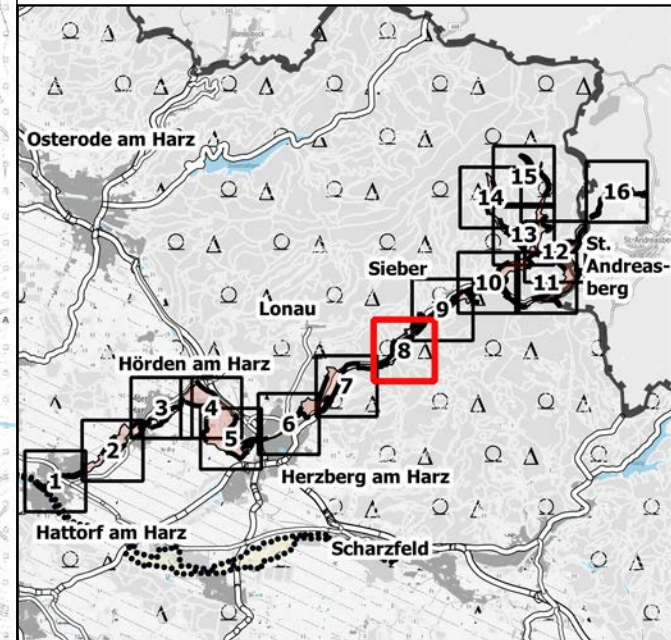 Osterode am Harz
15
16
14
13
12
St.
Andreas-
berg
Sieber
10
11
Lonau
9
8
Hörden am Harz
7
3
4
6
5
2
Herzberg am Harz
1
Hattorf am Harz
Scharzfeld